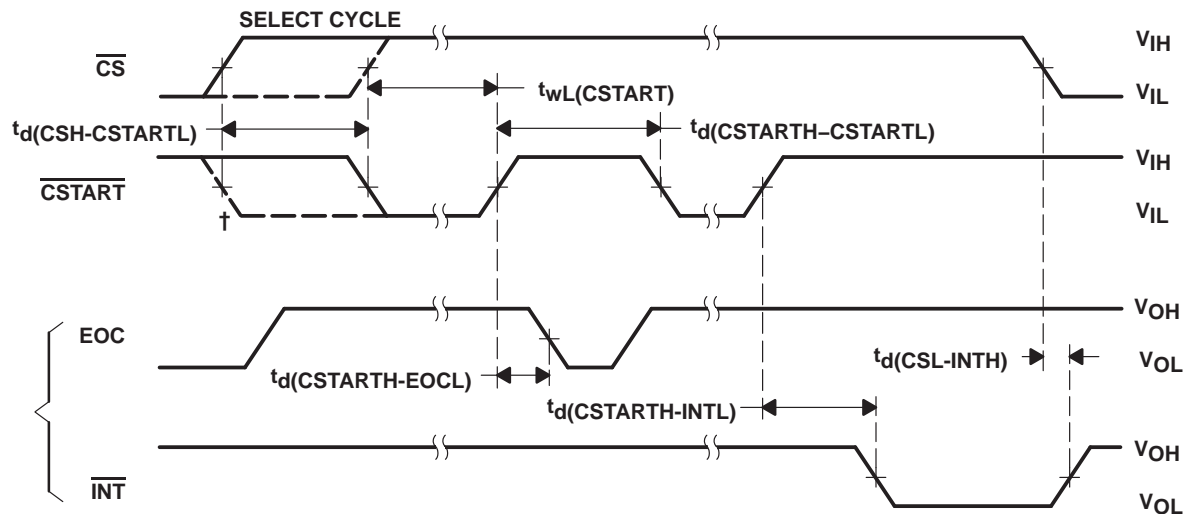 SELECT CYCLE
CS
VIH
VIL
twL(CSTART)
td(CSH-CSTARTL)
td(CSTARTH–CSTARTL)
CSTART
VIH
VIL
†
EOC
VOH
VOL
td(CSL-INTH)
td(CSTARTH-EOCL)
td(CSTARTH-INTL)
INT
VOH
VOL